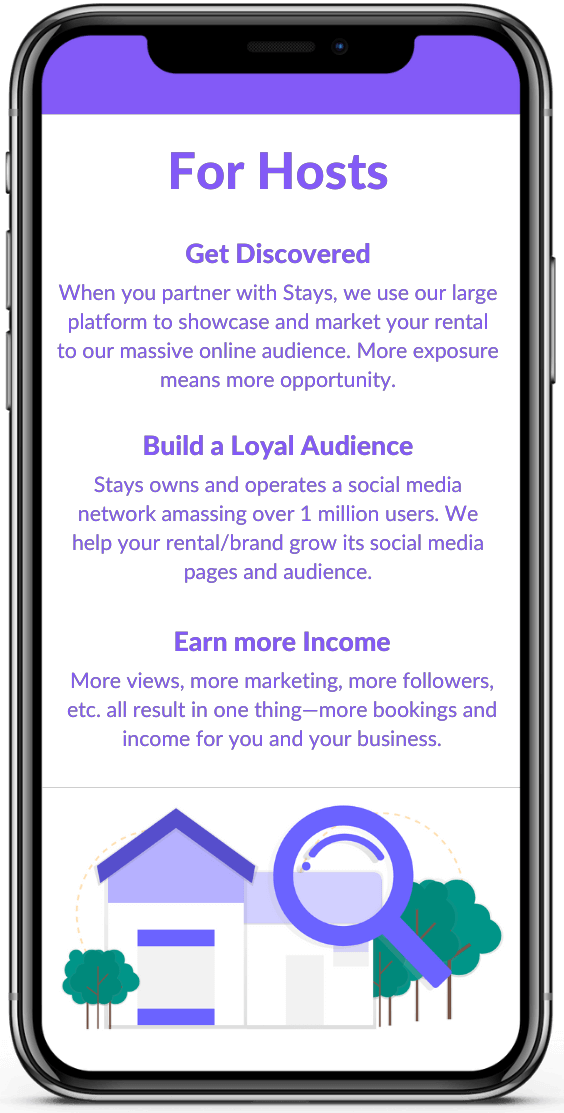 For Hosts
Get Discovered
When you partner with Stays, we use our large
platform to showcase and market your rental
to our massive online audience. More exposure
means more opportunity.
Build a Loyal Audience
Stays owns and operates a social media
network amassing over 1 million users. We
help your rental/brand grow its social media
pages and audience.
Earn more Income
More views, more marketing, more followers,
etc. all result in one thing—more bookings and
income for you and your business.